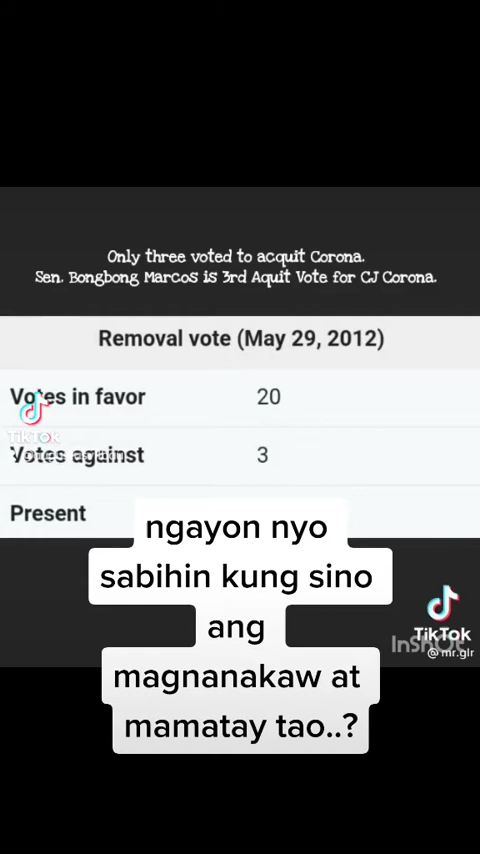 Only three voted to acquit Corona.
Sen. Bongbong Marcos is 3rd Aquit Vote for CJ Corona.
Removal vote (May 29, 2012)
Votes in favor 20
TikTok
Votes against 3
Present
ngayon nyo
sabihin kung sino
ang
magnanakaw at
mamatay tao..?
InShOt
TikTok
@mr.glr